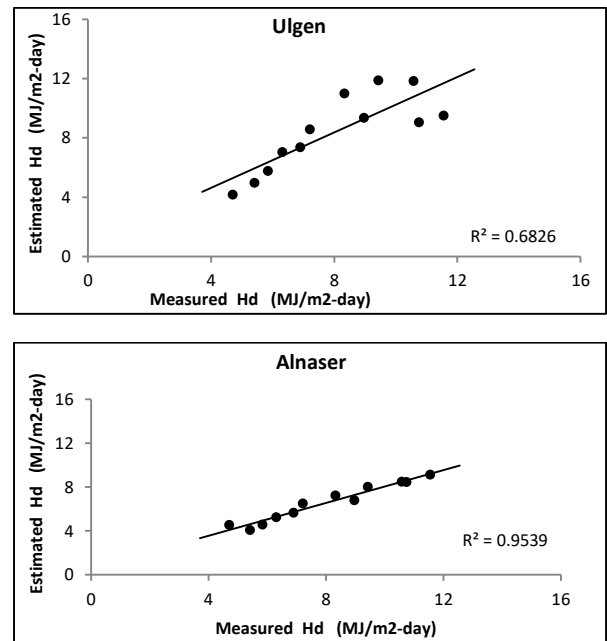 Ulgen
Estimated Hd (MJ/m2-day)
16
12
8
4
0
R² = 0.6826
0 4 8 12 16
Measured Hd (MJ/m2-day)
Alnaser
Estimated Hd (MJ/m2-day)
16
12
8
4
0
R² = 0.9539
0 4 8 12 16
Measured Hd (MJ/m2-day)